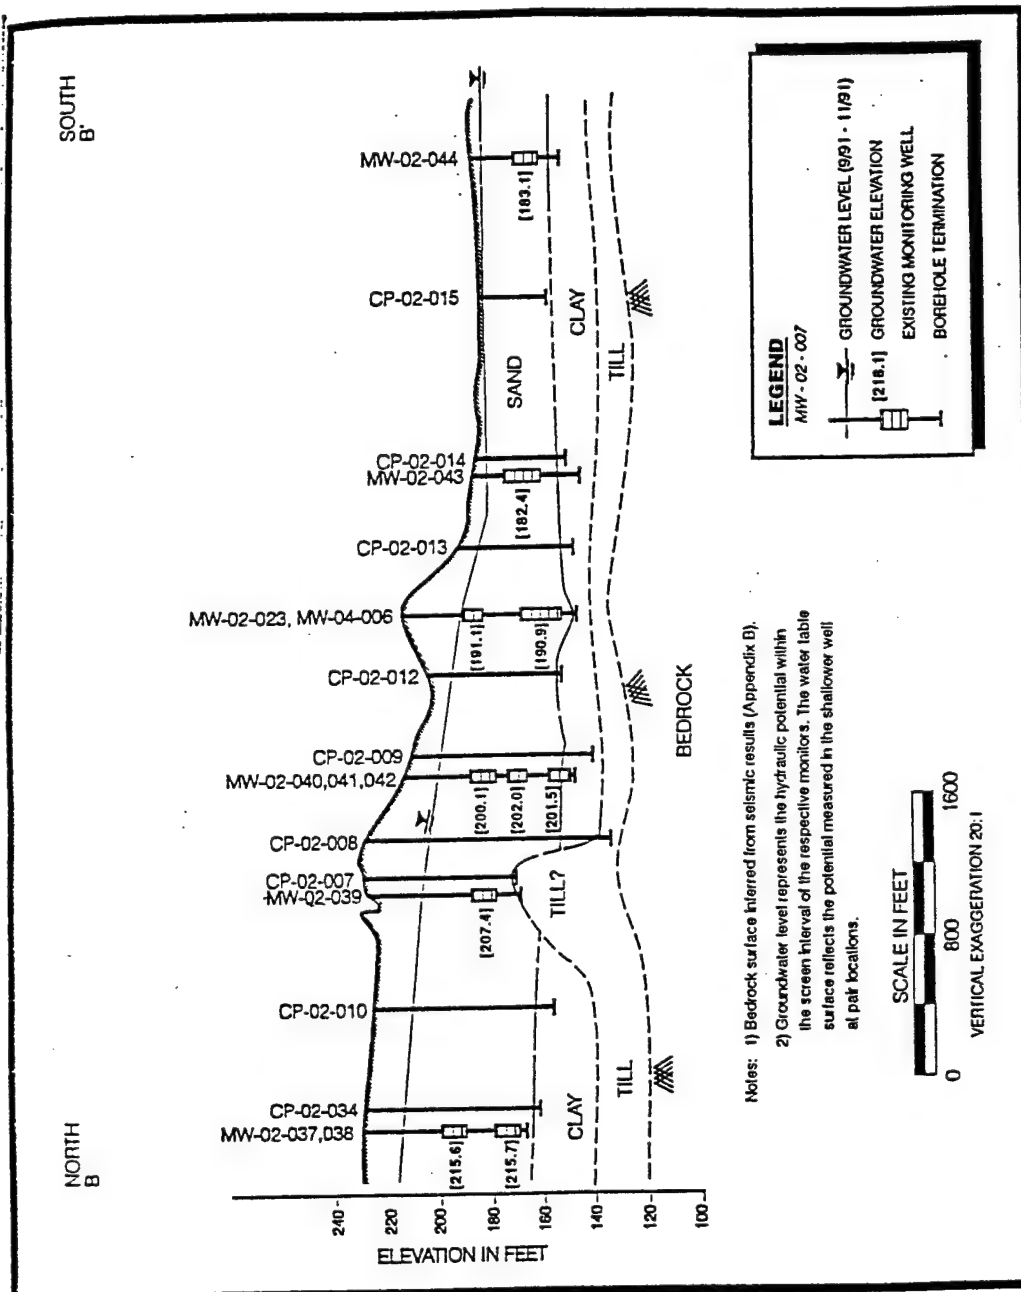 NORTH
B
SOUTH
B'
MW-02-037,038
CP-02-034
CP-02-010
MW-02-039
CP-02-007
CP-02-008
MW-02-040,041,042
CP-02-009
CP-02-012
MW-02-023, MW-04-006
CP-02-013
MW-02-043
CP-02-014
CP-02-015
MW-02-044
[215.6]
[215.7]
[207.4]
[200.1]
[202.0]
[201.5]
[191.1]
[190.9]
[182.4]
[183.1]
SAND
CLAY
TILL
TILL?
CLAY
TILL
BEDROCK
ELEVATION IN FEET
240
220
200
180
160
140
120
100
Notes: 1) Bedrock surface inferred from seismic results (Appendix B).
2) Groundwater level represents the hydraulic potential within
the screen interval of the respective monitors. The water table
surface reflects the potential measured in the shallower well
at pair locations.
SCALE IN FEET
0 800 1600
VERTICAL EXAGGERATION 20:1
LEGEND
MW - 02 - 007
GROUNDWATER LEVEL (9/91 - 11/91)
[218.1] GROUNDWATER ELEVATION
EXISTING MONITORING WELL
BOREHOLE TERMINATION